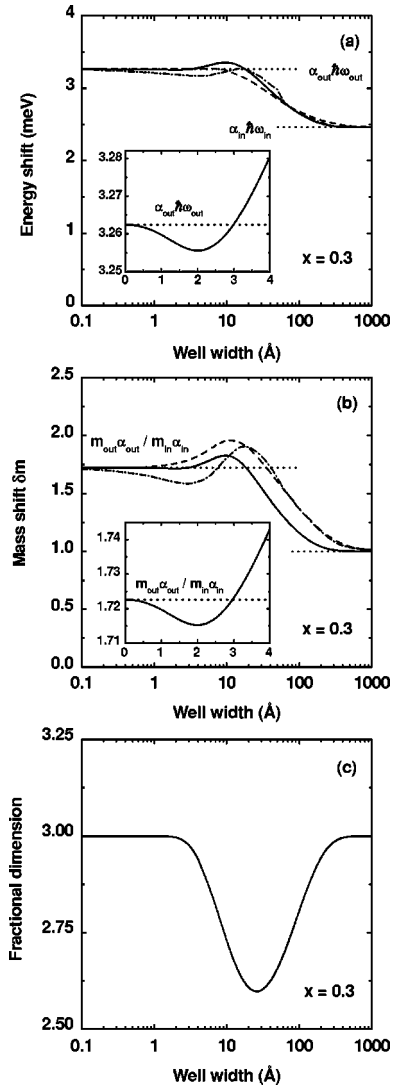 (a)
Energy shift (meV)
4
3
2
1
0
α_out ħω_out
α_in ħω_in
3.28
3.27
3.26
3.25
α_out ħω_out
0 1 2 3 4
x = 0.3
0.1 1 10 100 1000
Well width (Å)
(b)
Mass shift δm
2.5
2.0
1.5
1.0
0.5
0.0
m_out α_out / m_in α_in
1.74
1.73
1.72
1.71
m_out α_out / m_in α_in
0 1 2 3 4
x = 0.3
0.1 1 10 100 1000
Well width (Å)
(c)
Fractional dimension
3.25
3.00
2.75
2.50
x = 0.3
0.1 1 10 100 1000
Well width (Å)